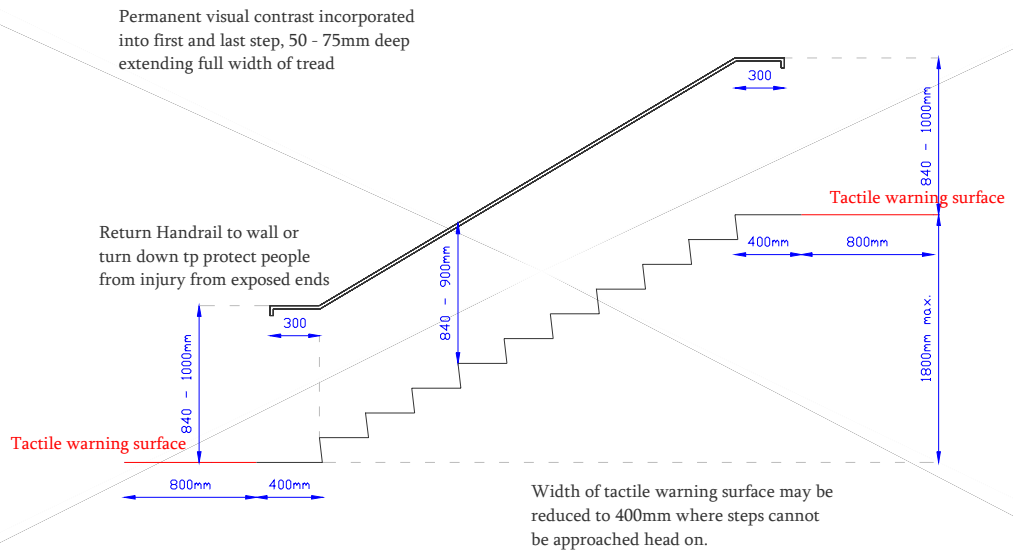 Permanent visual contrast incorporated
into first and last step, 50 - 75mm deep
extending full width of tread
300
840 - 1000mm
Tactile warning surface
Return Handrail to wall or
turn down tp protect people
from injury from exposed ends
400mm
800mm
840 - 900mm
300
1800mm max.
840 - 1000mm
Tactile warning surface
800mm
400mm
Width of tactile warning surface may be
reduced to 400mm where steps cannot
be approached head on.